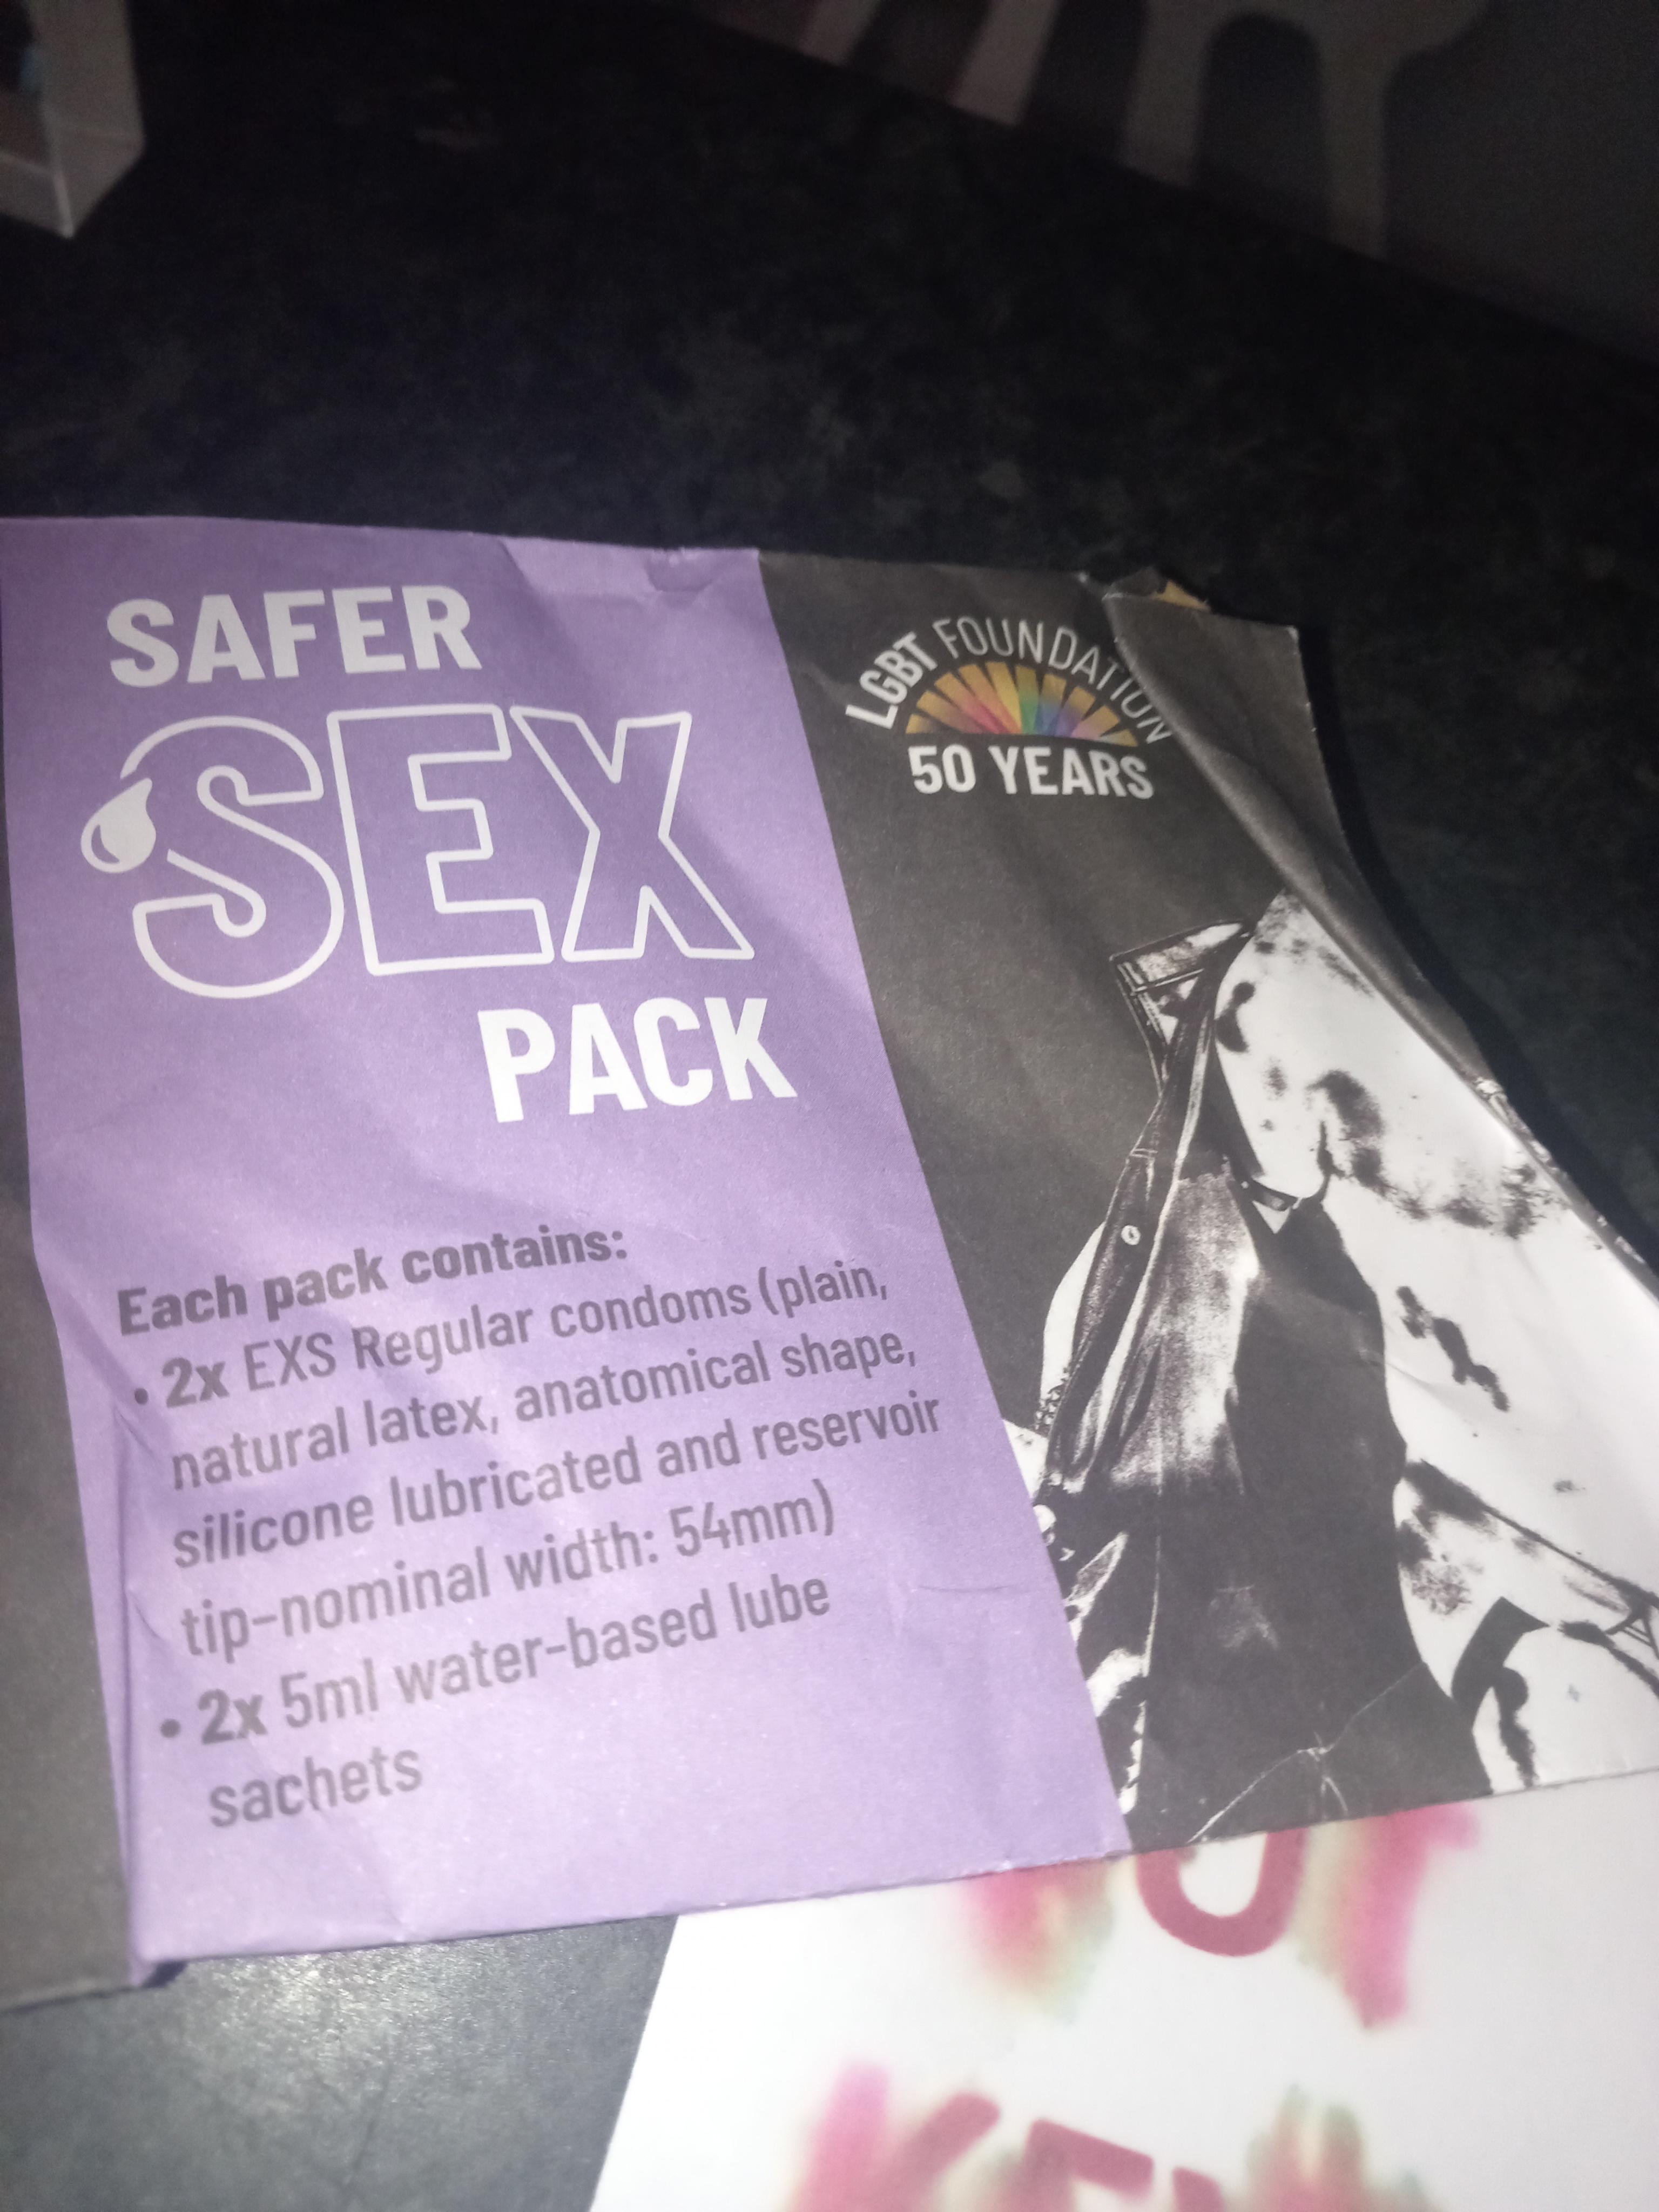 SAFER
SEX
PACK
Each pack contains:
• 2x EXS Regular condoms (plain,
natural latex, anatomical shape,
silicone lubricated and reservoir
tip-nominal width: 54mm)
• 2x 5ml water-based lube
sachets
LGBT FOUNDATION
50 YEARS